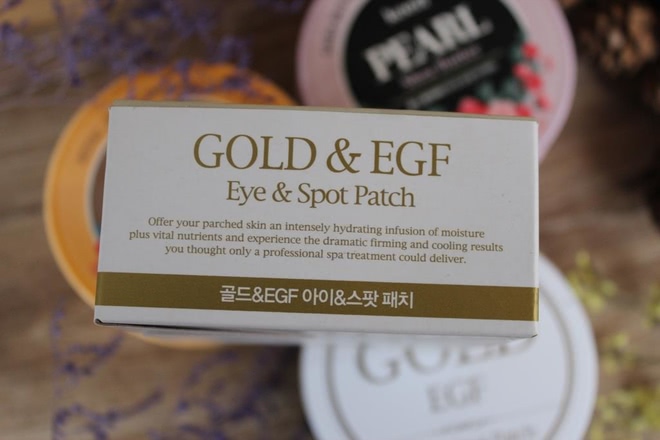 PEARL
GOLD & EGF
Eye & Spot Patch
Offer your parched skin an intensely hydrating infusion of moisture
plus vital nutrients and experience the dramatic firming and cooling results
you thought only a professional spa treatment could deliver.
골드&EGF 아이&스팟 패치
GOLD
EGF